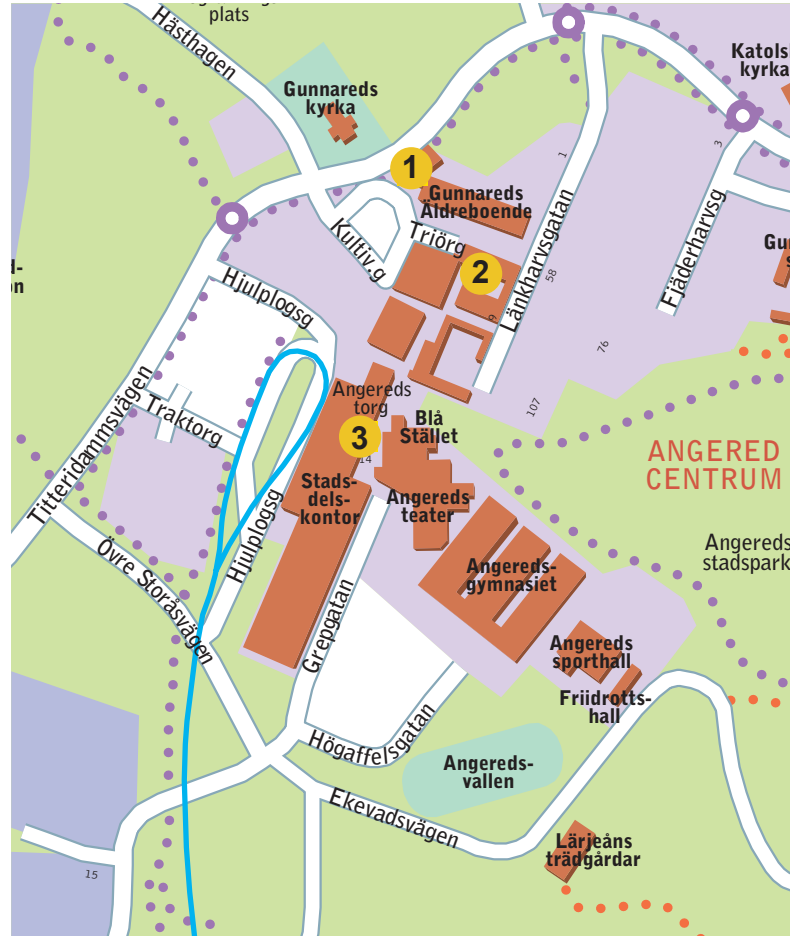 plats
Hästhagen
Gunnareds
kyrka
Katols
kyrka
1
Gunnareds
Äldreboende
1
3
Kultiv.g
Triörg
2
Länkharvsgatan
58
9
Fjäderharvsg
Gun
s
d-
on
Hjulplogsg
76
107
Titteridammsvägen
Traktorg
Angereds
torg
3
14
Blå
Stället
Stads-
dels-
kontor
Angereds
teater
ANGERED
CENTRUM
Angereds
stadspark
Hjulplogsg
Övre Storåsvägen
Grepgatan
Angereds-
gymnasiet
Angereds
sporthall
Friidrotts-
hall
Högaffelsgatan
Angereds-
vallen
Ekevadsvägen
Lärjeåns
trädgårdar
15